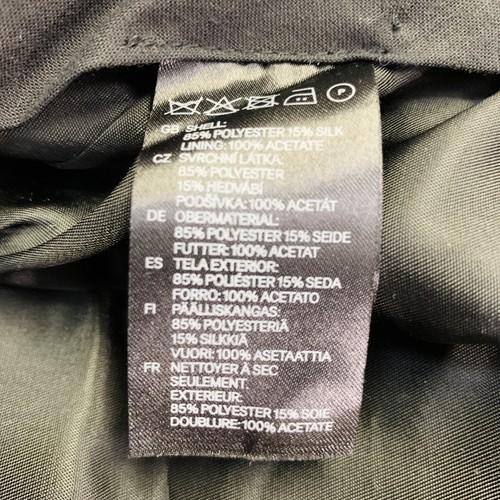 P
GB SHELL:
85% POLYESTER 15% SILK
LINING: 100% ACETATE
CZ SVRCHNÍ LÁTKA:
85% POLYESTER
15% HEDVÁBÍ
PODŠÍVKA: 100% ACETÁT
DE OBERMATERIAL:
85% POLYESTER 15% SEIDE
FUTTER: 100% ACETAT
ES TELA EXTERIOR:
85% POLIÉSTER 15% SEDA
FORRO: 100% ACETATO
FI PÄÄLLISKANGAS:
85% POLYESTERIÄ
15% SILKKIÄ
VUORI: 100% ASETAATTIA
FR NETTOYER À SEC
SEULEMENT.
EXTERIEUR:
85% POLYESTER 15% SOIE
DOUBLURE: 100% ACETATE